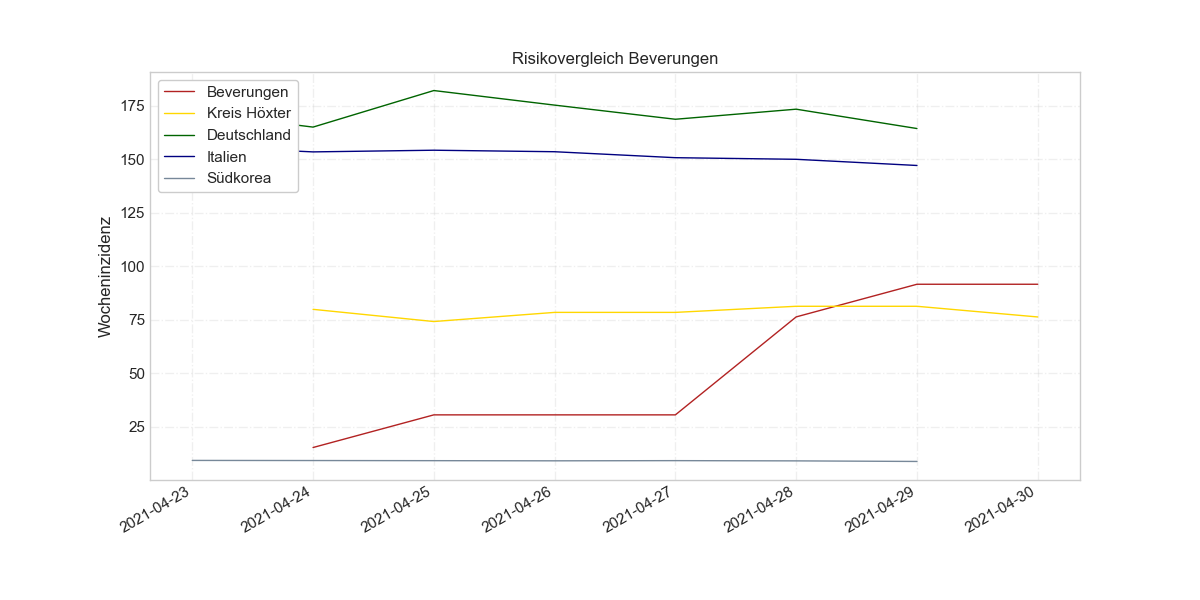 Risikovergleich Beverungen
Beverungen
Kreis Höxter
Deutschland
Italien
Südkorea
Wocheninzidenz
175
150
125
100
75
50
25
2021-04-23
2021-04-24
2021-04-25
2021-04-26
2021-04-27
2021-04-28
2021-04-29
2021-04-30